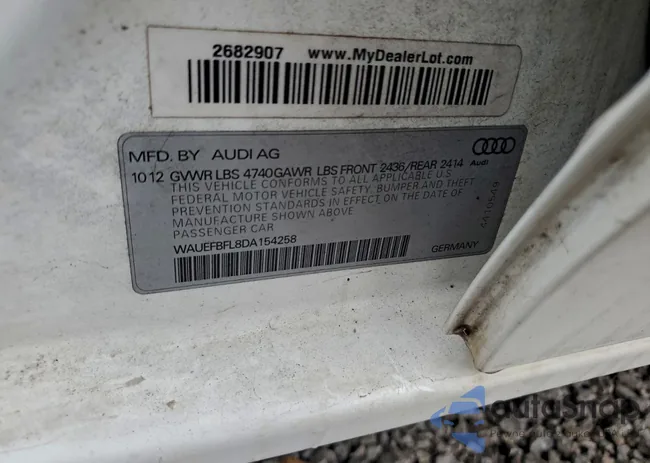 2682907 www.MyDealerLot.com
MFD. BY AUDI AG
Audi
10 12 GVWR LBS 4740 GAWR LBS FRONT 2436/REAR 2414
THIS VEHICLE CONFORMS TO ALL APPLICABLE U.S.
FEDERAL MOTOR VEHICLE SAFETY, BUMPER AND THEFT
PREVENTION STANDARDS IN EFFECT ON THE DATE OF
MANUFACTURE SHOWN ABOVE.
PASSENGER CAR
WAUEFBFL8DA154258
GERMANY
autoShop